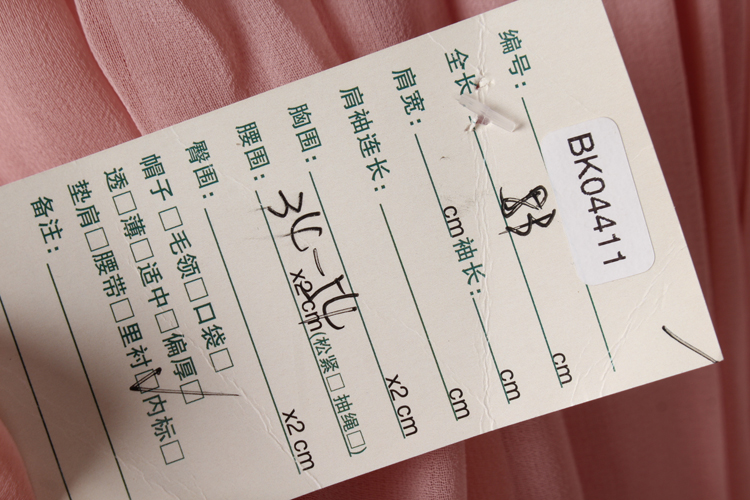 编号: BK04411
全长 88 cm
肩宽: cm 袖长: cm
肩袖连长: cm
胸围: x2 cm
腰围: 34 - 54 x2 cm (松紧□ 抽绳□)
臀围: x2 cm
帽子□ 毛领□ 口袋□
透□ 薄□ 适中□ 偏厚□
垫肩□ 腰带□ 里衬☑ 内标□
备注: